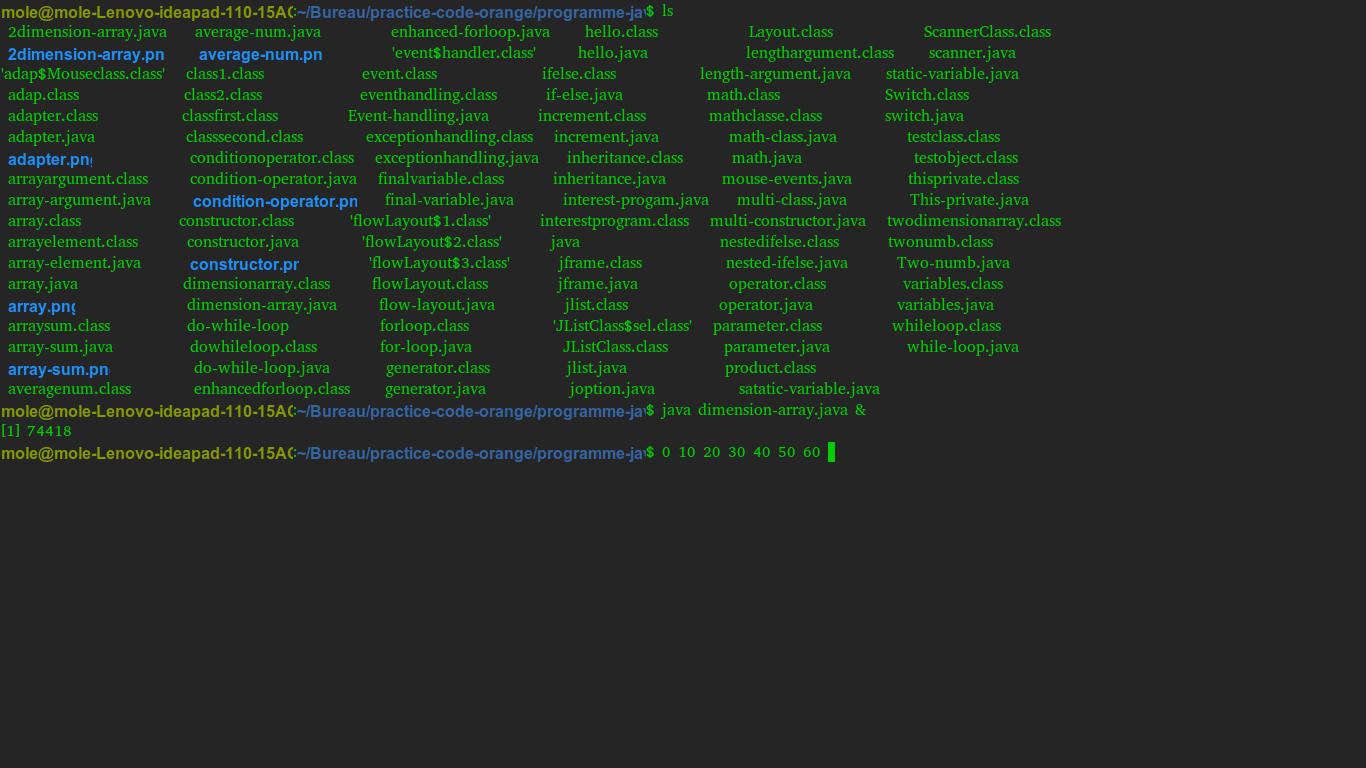 mole@mole-Lenovo-ideapad-110-15AC:~/Bureau/practice-code-orange/programme-jav$ ls
2dimension-array.java average-num.java enhanced-forloop.java hello.class Layout.class ScannerClass.class
2dimension-array.pn average-num.pn 'event$handler.class' hello.java lengthargument.class scanner.java
'adap$Mouseclass.class' class1.class event.class ifelse.class length-argument.java static-variable.java
adap.class class2.class eventhandling.class if-else.java math.class Switch.class
adapter.class classfirst.class Event-handling.java increment.class mathclasse.class switch.java
adapter.java classsecond.class exceptionhandling.class increment.java math-class.java testclass.class
adapter.png conditionoperator.class exceptionhandling.java inheritance.class math.java testobject.class
arrayargument.class condition-operator.java finalvariable.class inheritance.java mouse-events.java thisprivate.class
array-argument.java condition-operator.pn final-variable.java interest-progam.java multi-class.java This-private.java
array.class constructor.class 'flowLayout$1.class' interestprogram.class multi-constructor.java twodimensionarray.class
arrayelement.class constructor.java 'flowLayout$2.class' java nestedifelse.class twonumb.class
array-element.java constructor.pr 'flowLayout$3.class' jframe.class nested-ifelse.java Two-numb.java
array.java dimensionarray.class flowLayout.class jframe.java operator.class variables.class
array.png dimension-array.java flow-layout.java jlist.class operator.java variables.java
arraysum.class do-while-loop forloop.class 'JListClass$sel.class' parameter.class whileloop.class
array-sum.java dowhileloop.class for-loop.java JListClass.class parameter.java while-loop.java
array-sum.pn do-while-loop.java generator.class jlist.java product.class
averagenum.class enhancedforloop.class generator.java joption.java satatic-variable.java
mole@mole-Lenovo-ideapad-110-15AC:~/Bureau/practice-code-orange/programme-jav$ java dimension-array.java &
[1] 74418
mole@mole-Lenovo-ideapad-110-15AC:~/Bureau/practice-code-orange/programme-jav$ 0 10 20 30 40 50 60